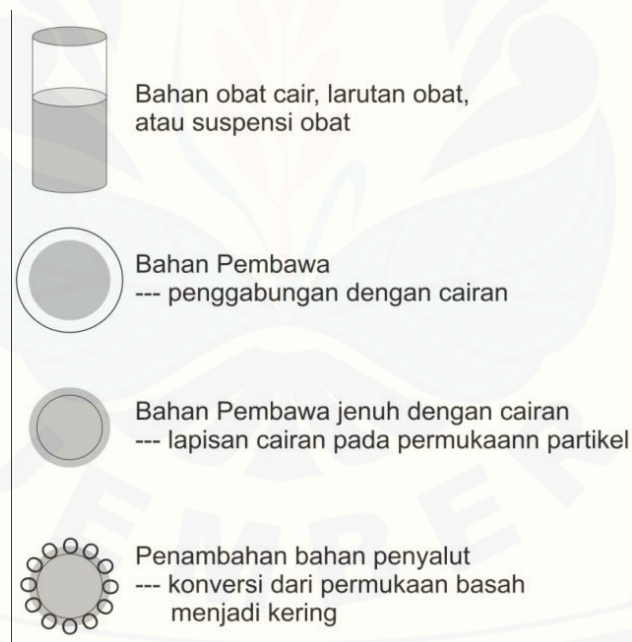 Bahan obat cair, larutan obat,
atau suspensi obat
Bahan Pembawa
--- penggabungan dengan cairan
Bahan Pembawa jenuh dengan cairan
--- lapisan cairan pada permukaann partikel
Penambahan bahan penyalut
--- konversi dari permukaan basah
menjadi kering
JEMBER